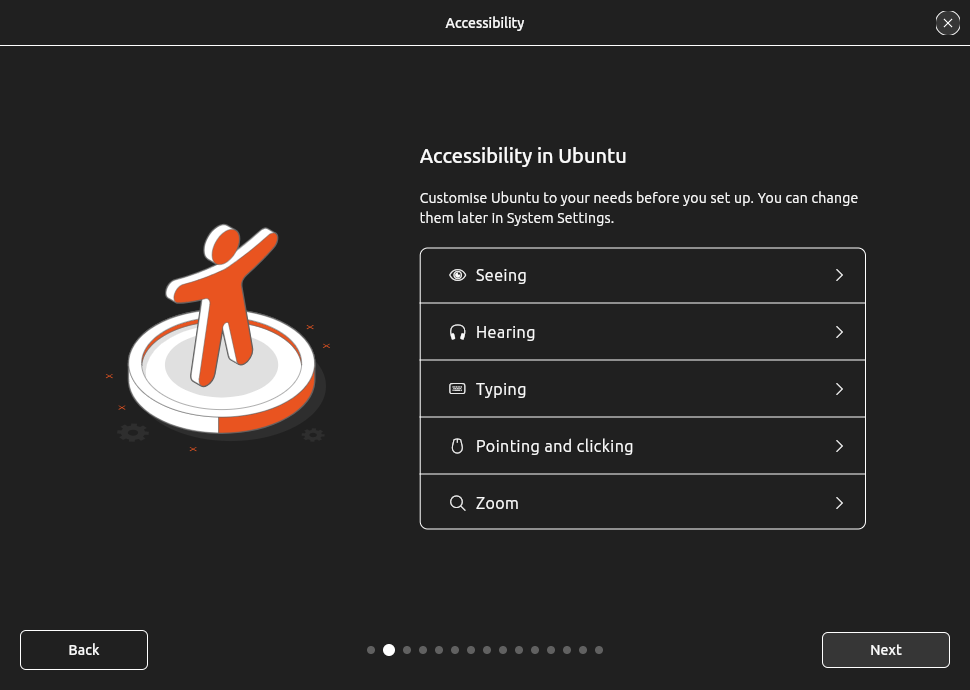 Accessibility
Accessibility in Ubuntu
Customise Ubuntu to your needs before you set up. You can change
them later in System Settings.
Seeing
Hearing
Typing
Pointing and clicking
Zoom
Back
Next